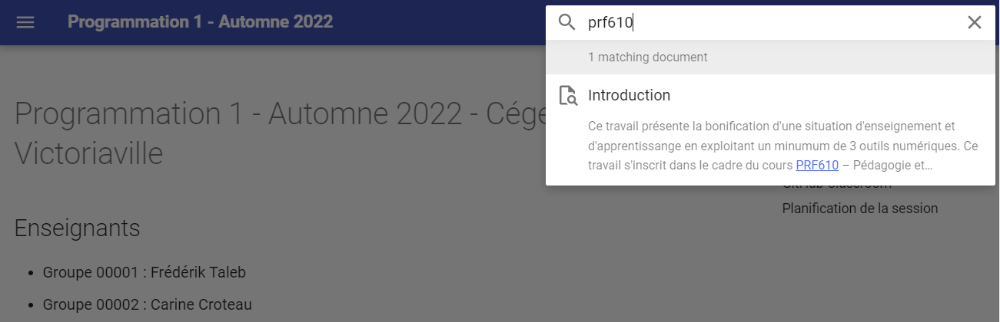 Programmation 1 - Automne 2022
prf610
1 matching document
Introduction
Ce travail présente la bonification d'une situation d'enseignement et
d'apprentissange en exploitant un minumum de 3 outils numériques. Ce
travail s'inscrit dans le cadre du cours PRF610 – Pédagogie et…
Programmation 1 - Automne 2022 - Cége
Victoriaville
GitHub Classroom
Planification de la session
Enseignants
• Groupe 00001 : Frédérik Taleb
• Groupe 00002 : Carine Croteau